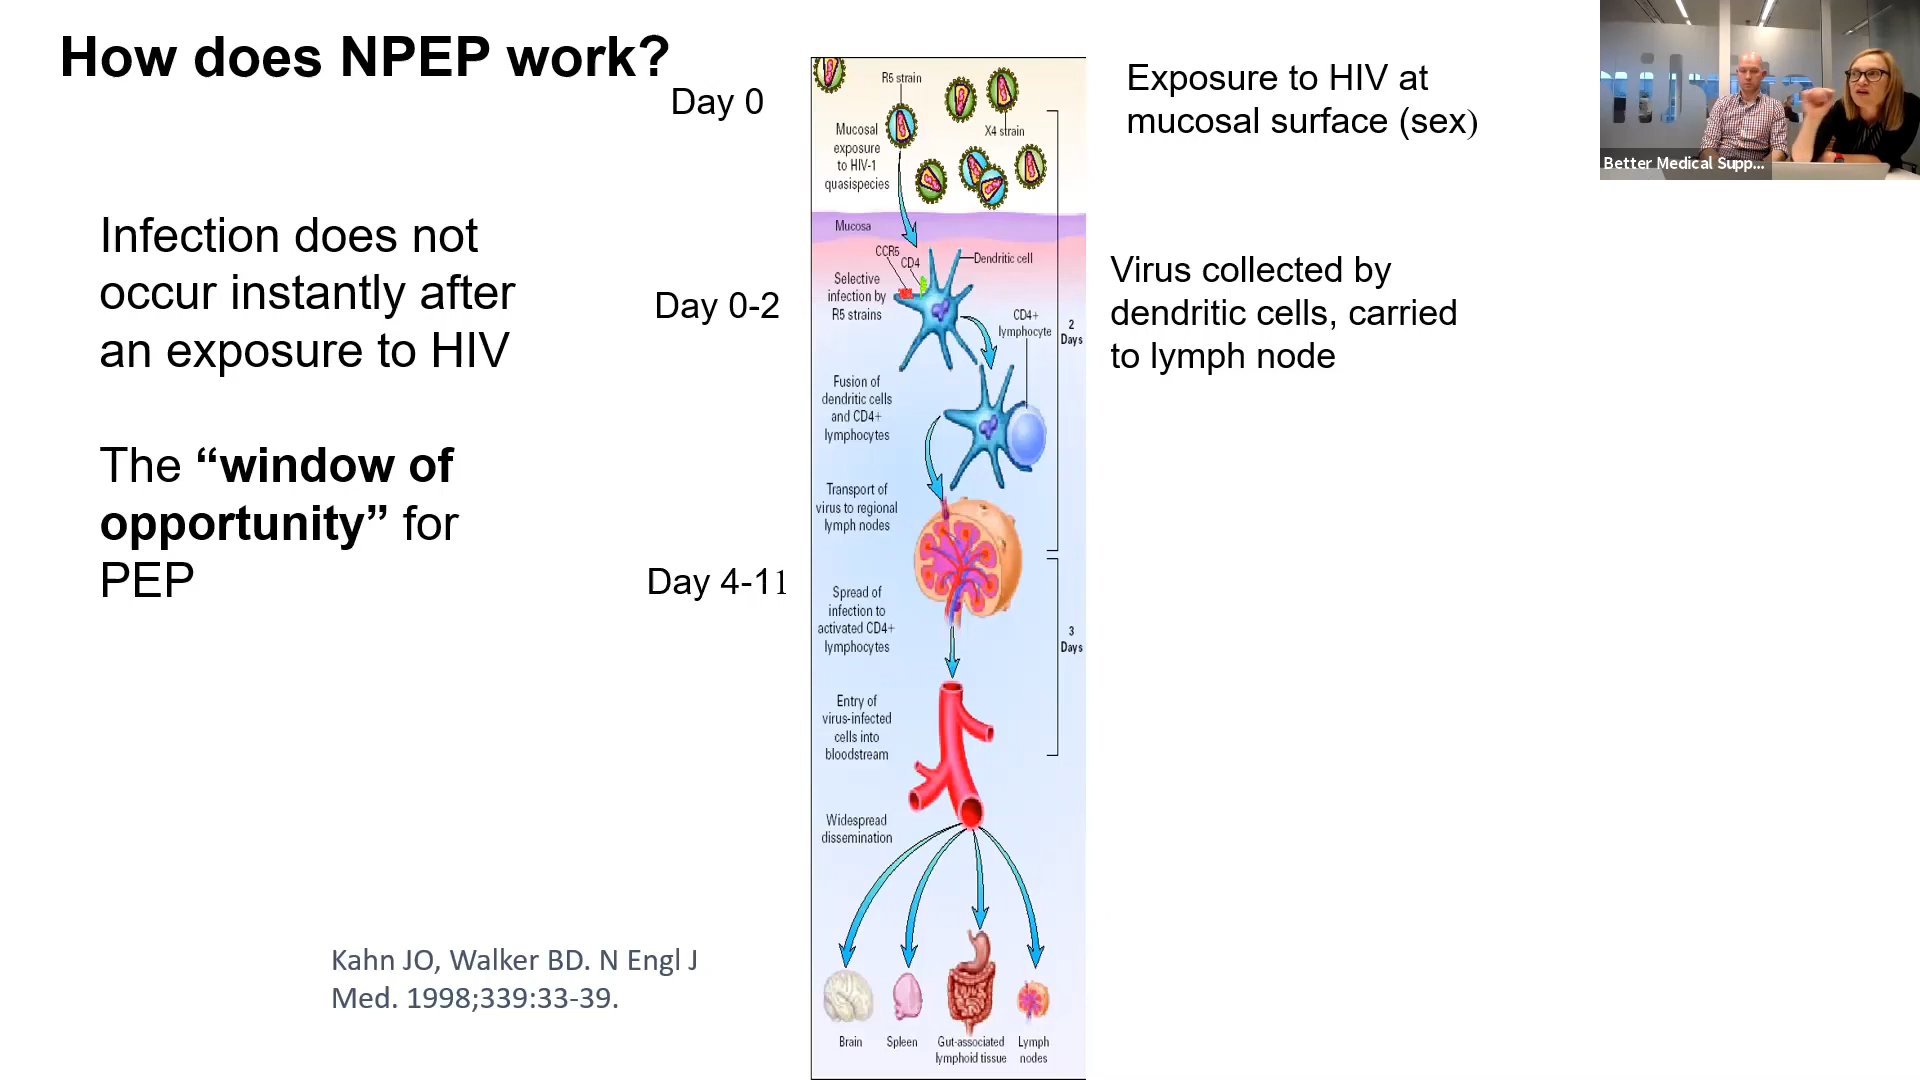 How does NPEP work?
Day 0
Infection does not
occur instantly after
an exposure to HIV
The “window of
opportunity” for
PEP
Day 0-2
Day 4-11
R5 strain
X4 strain
Mucosal
exposure
to HIV-1
quasispecies
Mucosa
CCR5
CD4
Dendritic cell
Selective
infection by
R5 strains
CD4+
lymphocyte
2
Days
Fusion of
dendritic cells
and CD4+
lymphocytes
Transport of
virus to regional
lymph nodes
Spread of
infection to
activated CD4+
lymphocytes
3
Days
Entry of
virus-infected
cells into
bloodstream
Widespread
dissemination
Brain
Spleen
Gut-associated
lymphoid tissue
Lymph
nodes
Exposure to HIV at
mucosal surface (sex)
Virus collected by
dendritic cells, carried
to lymph node
Kahn JO, Walker BD. N Engl J
Med. 1998;339:33-39.
Better Medical Supp...